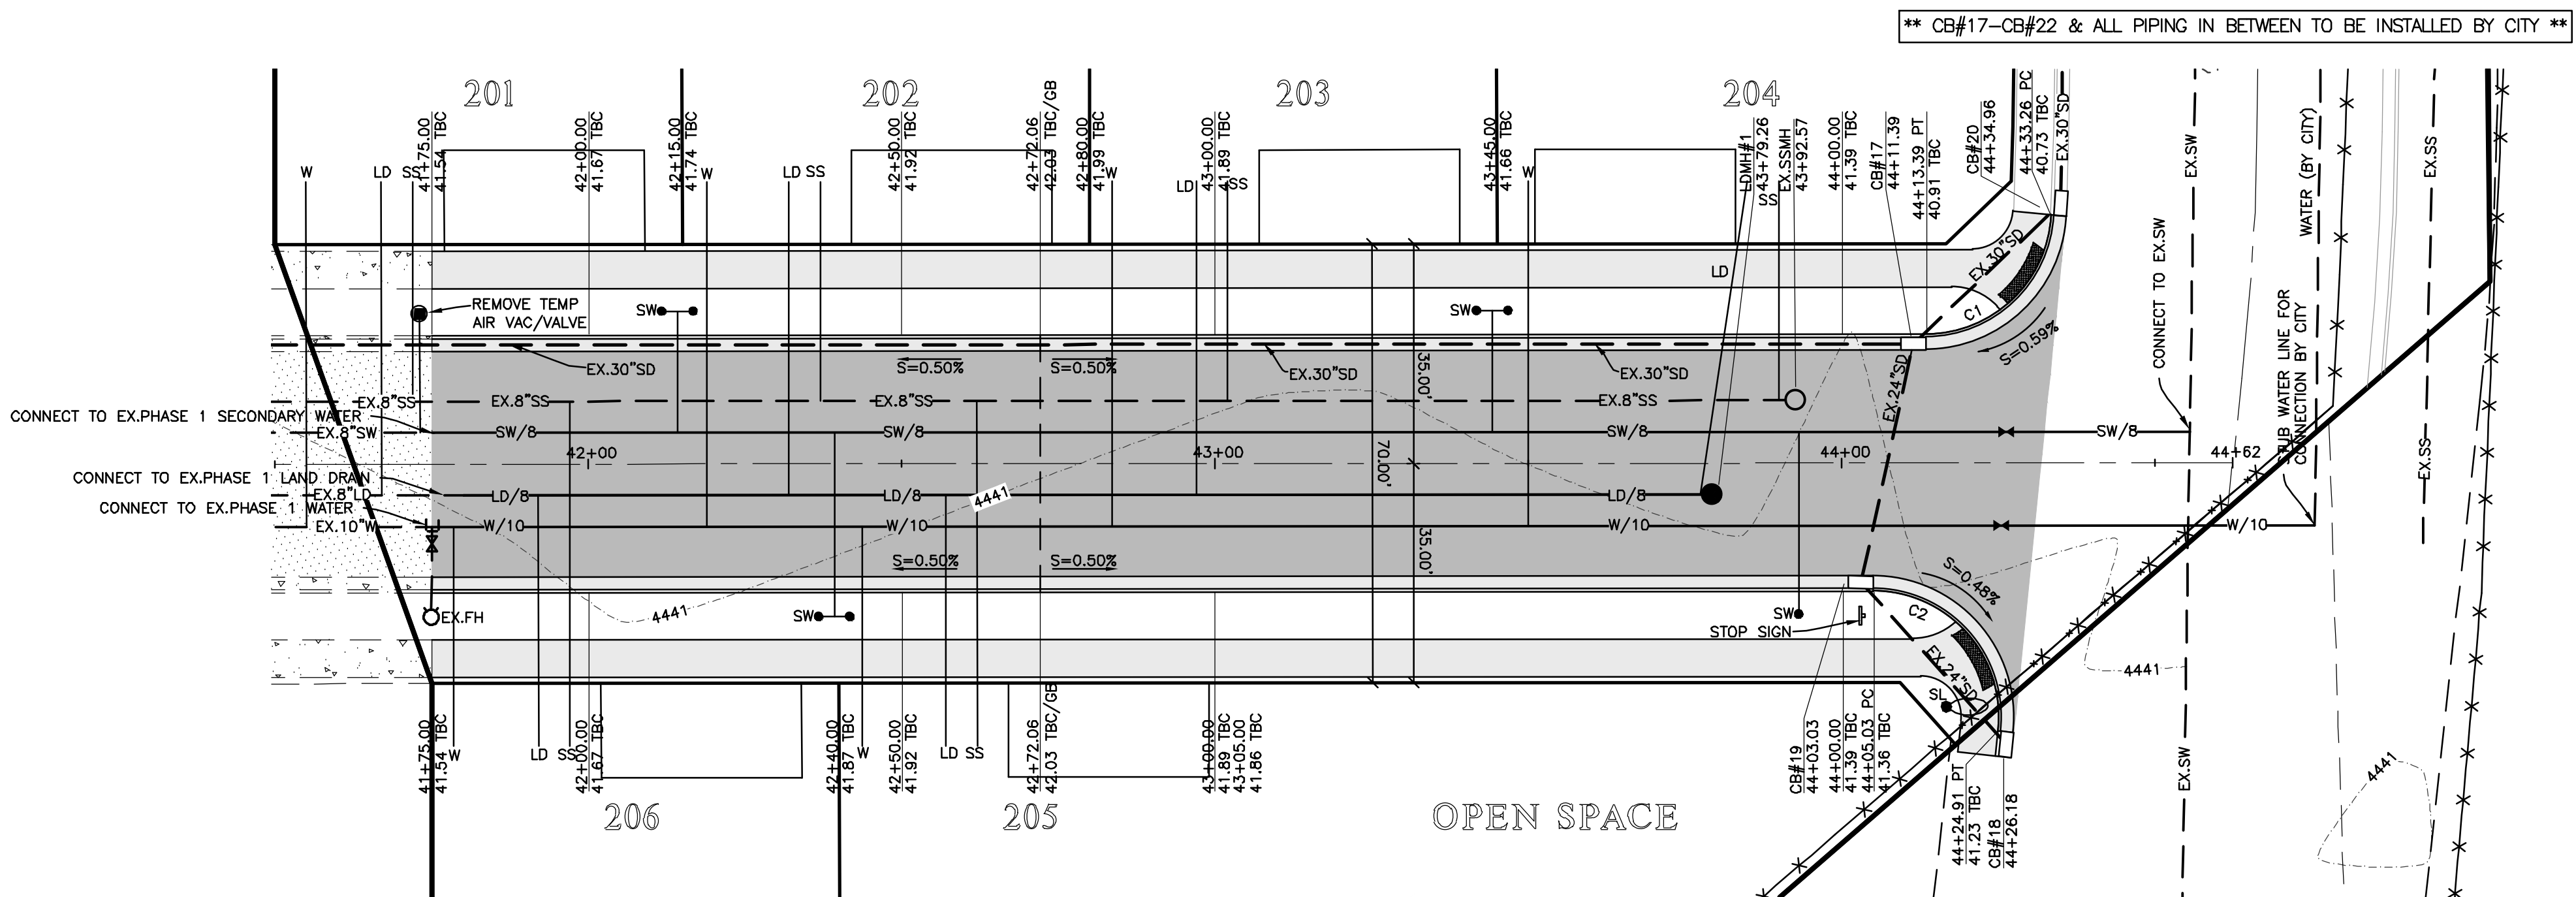 ** CB#17-CB#22 & ALL PIPING IN BETWEEN TO BE INSTALLED BY CITY **
201
202
203
204
W
LD
SS
41+75.00
41.54 TBC
42+00.00
41.67 TBC
42+15.00
41.74 TBC
W
LD SS
42+50.00
41.92 TBC
42+72.06
42.03 TBC/GB
42+80.00
41.99 TBC
W
LD
43+00.00
41.89 TBC
SS
43+45.00
41.66 TBC
W
LDMH#1
43+79.26
SS
EX.SSMH
43+92.57
44+00.00
41.39 TBC
CB#17
44+11.39
44+13.39 PT
40.91 TBC
CB#20
44+34.96
44+33.26 PC
40.73 TBC
EX.30"SD
EX.SW
WATER (BY CITY)
EX.SS
LD
EX.30"SD
C1
S=0.59%
REMOVE TEMP
AIR VAC/VALVE
SW
SW
EX.30"SD
EX.30"SD
EX.30"SD
S=0.50%
S=0.50%
35.00'
EX.24"SD
CONNECT TO EX.SW
STUB WATER LINE FOR
CONNECTION BY CITY
EX.8"SS
EX.8"SS
EX.8"SS
EX.8"SS
CONNECT TO EX.PHASE 1 SECONDARY WATER
EX.8"SW
SW/8
SW/8
SW/8
SW/8
42+00
43+00
70.00'
44+00
44+62
EX.SS
CONNECT TO EX.PHASE 1 LAND DRAIN
EX.8"LD
LD/8
LD/8
4441
LD/8
CONNECT TO EX.PHASE 1 WATER
EX.10"W
W/10
W/10
W/10
W/10
S=0.50%
S=0.50%
35.00'
S=0.48%
EX.FH
4441
SW
SW
STOP SIGN
C2
EX.24"SD
SL
4441
41+75.00
41.54 TBC
W
LD
SS
42+00.00
41.67 TBC
42+40.00
41.87 TBC
W
42+50.00
41.92 TBC
LD SS
42+72.06
42.03 TBC/GB
43+00.00
41.89 TBC
43+05.00
41.86 TBC
CB#19
44+03.03
44+00.00
41.39 TBC
44+05.03 PC
41.36 TBC
44+24.91 PT
41.23 TBC
CB#18
44+26.18
EX.SW
4441
206
205
OPEN SPACE